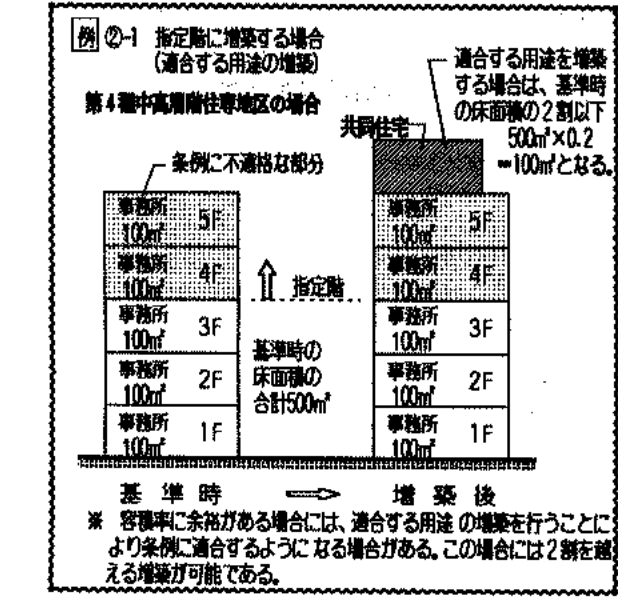 例 ②-1 指定階に増築する場合
(適合する用途の増築)
第4種中高層階住専地区の場合
適合する用途を増築
する場合は、基準時
の床面積の2割以下
500㎡×0.2
=100㎡となる。
共同住宅
条例に不適格な部分
事務所
100㎡ 5F
事務所
100㎡ 4F
事務所
100㎡ 3F
事務所
100㎡ 2F
事務所
100㎡ 1F
指定階
基準時の
床面積の
合計500㎡
事務所
100㎡ 5F
事務所
100㎡ 4F
事務所
100㎡ 3F
事務所
100㎡ 2F
事務所
100㎡ 1F
基準時 ⇒ 増築後
※ 容積率に余裕がある場合には、適合する用途の増築を行うことに
より条例に適合するようになる場合がある。この場合には2割を越
える増築が可能である。